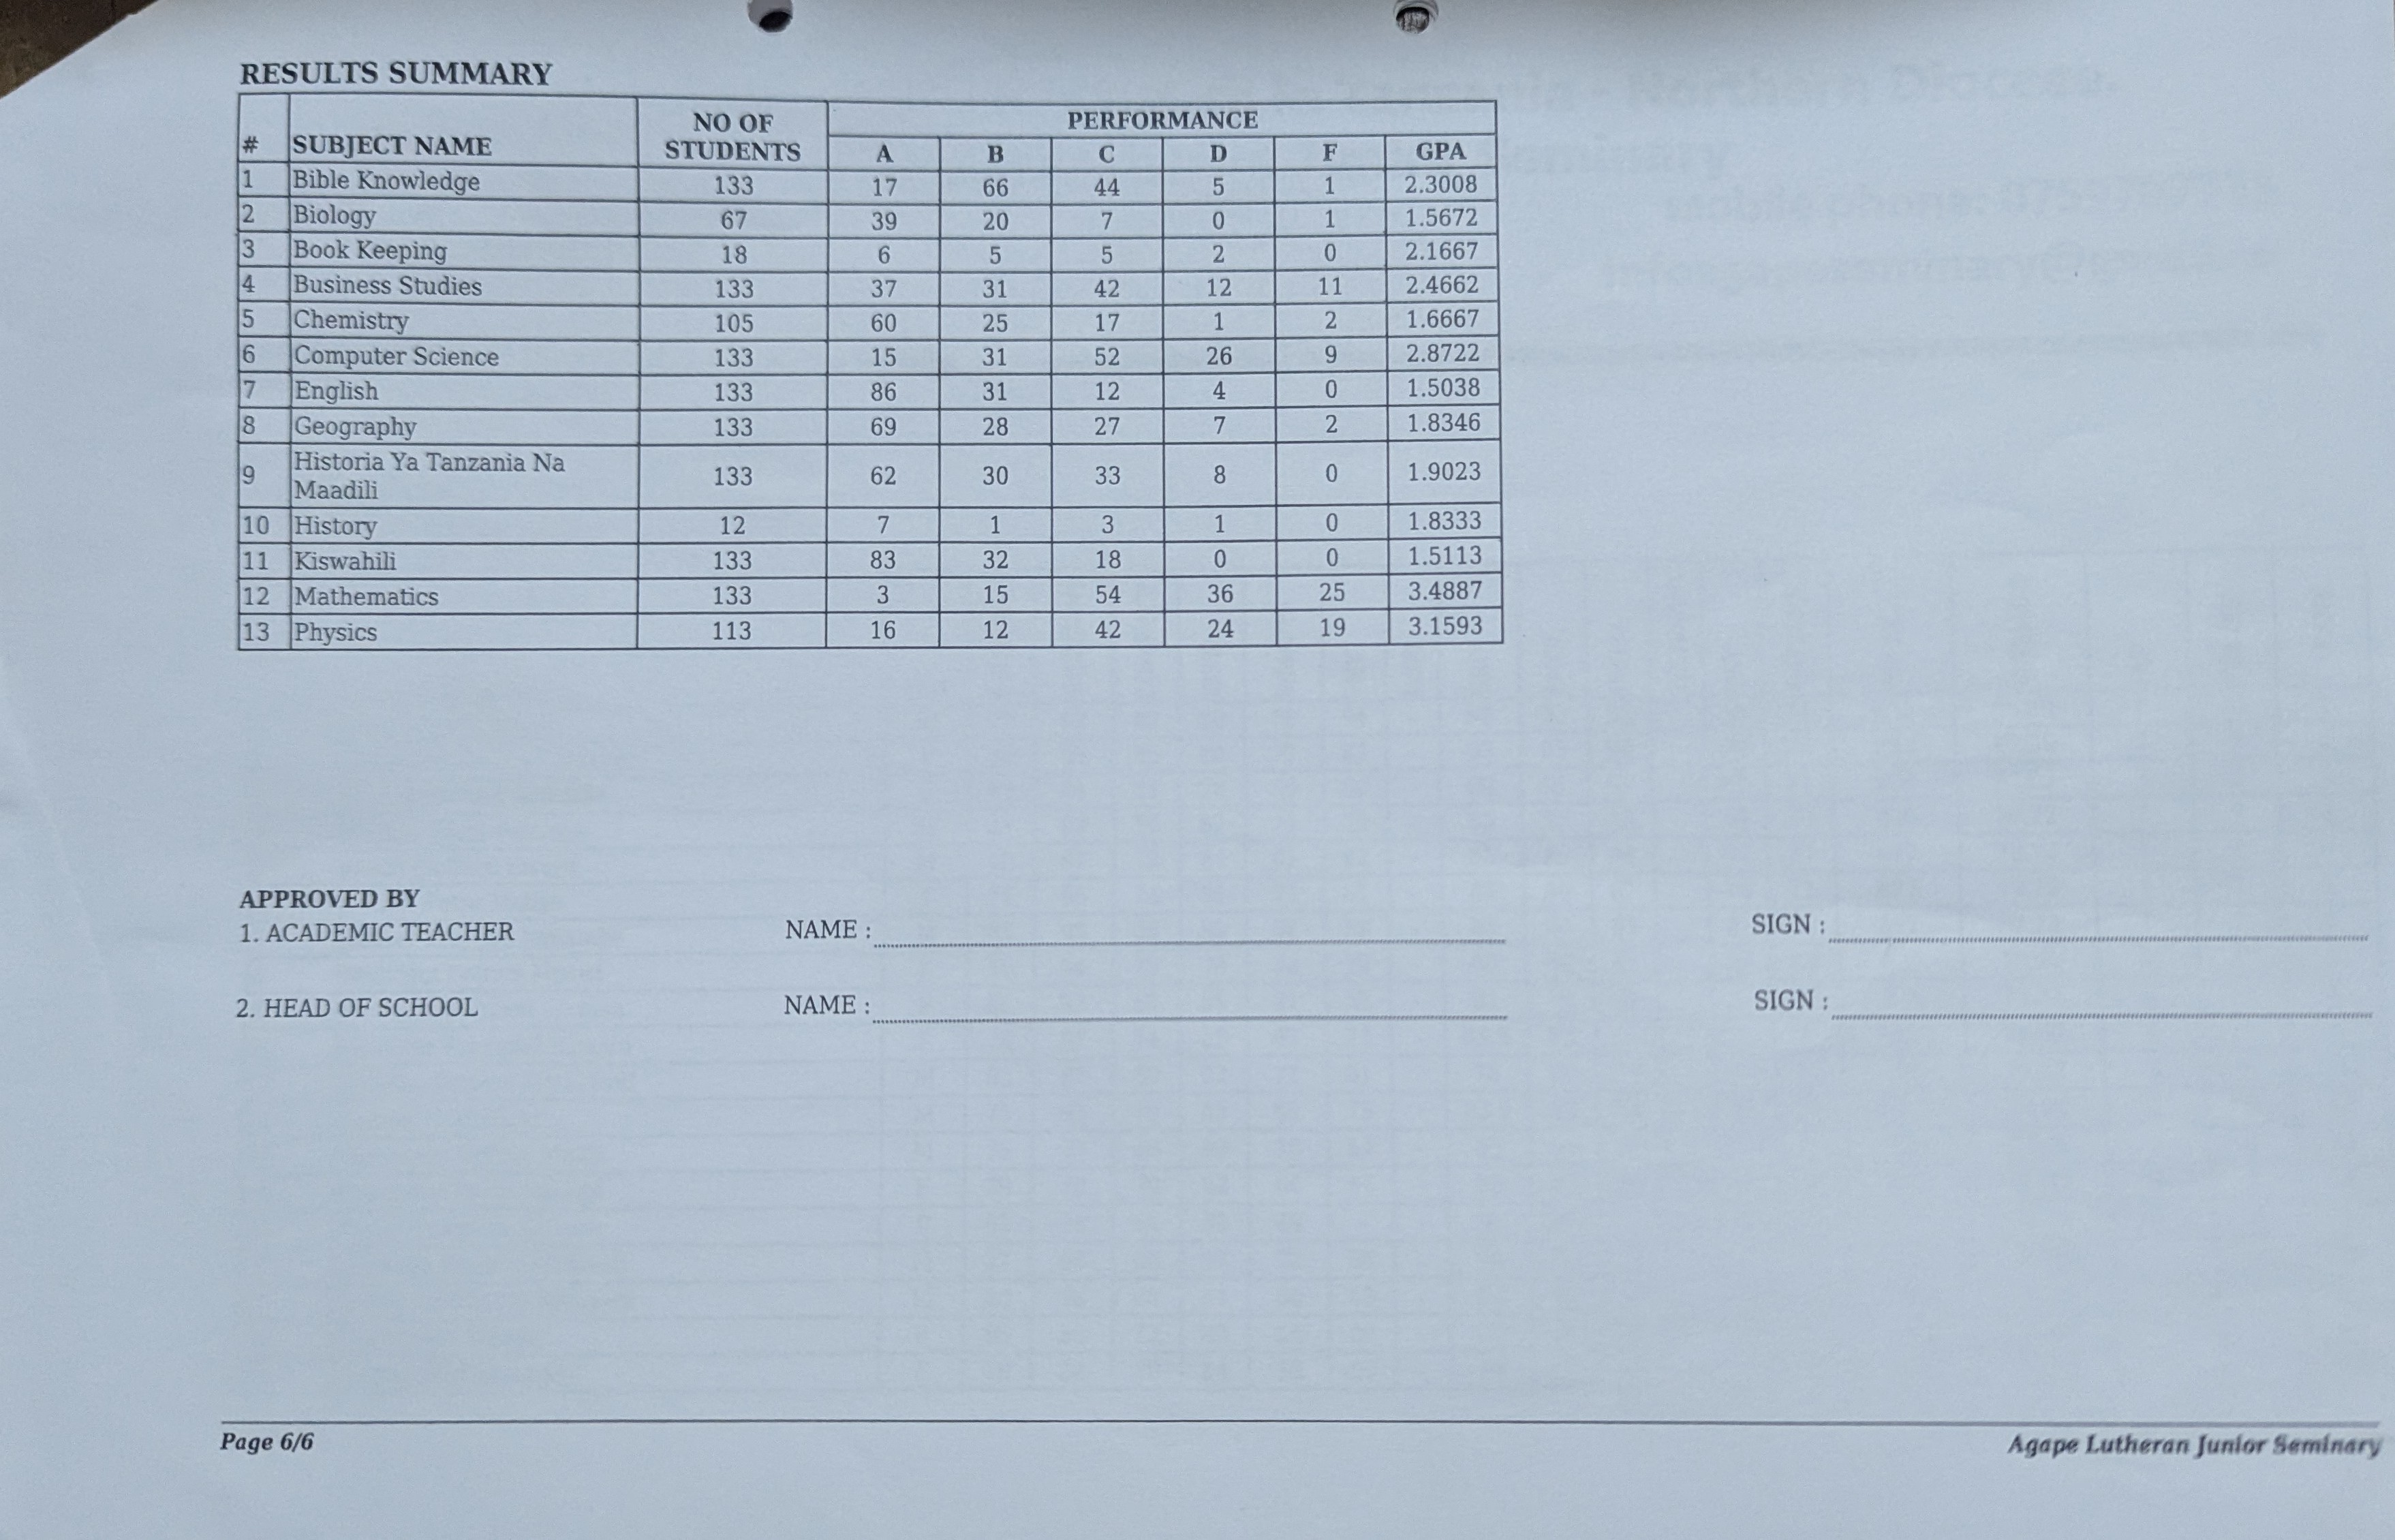 RESULTS SUMMARY
# SUBJECT NAME NO OF STUDENTS PERFORMANCE
A B C D F GPA
1 Bible Knowledge 133 17 66 44 5 1 2.3008
2 Biology 67 39 20 7 0 1 1.5672
3 Book Keeping 18 6 5 5 2 0 2.1667
4 Business Studies 133 37 31 42 12 11 2.4662
5 Chemistry 105 60 25 17 1 2 1.6667
6 Computer Science 133 15 31 52 26 9 2.8722
7 English 133 86 31 12 4 0 1.5038
8 Geography 133 69 28 27 7 2 1.8346
9 Historia Ya Tanzania Na Maadili 133 62 30 33 8 0 1.9023
10 History 12 7 1 3 1 0 1.8333
11 Kiswahili 133 83 32 18 0 0 1.5113
12 Mathematics 133 3 15 54 36 25 3.4887
13 Physics 113 16 12 42 24 19 3.1593
APPROVED BY
1. ACADEMIC TEACHER NAME : SIGN :
2. HEAD OF SCHOOL NAME : SIGN :
Page 6/6 Agape Lutheran Junior Seminary